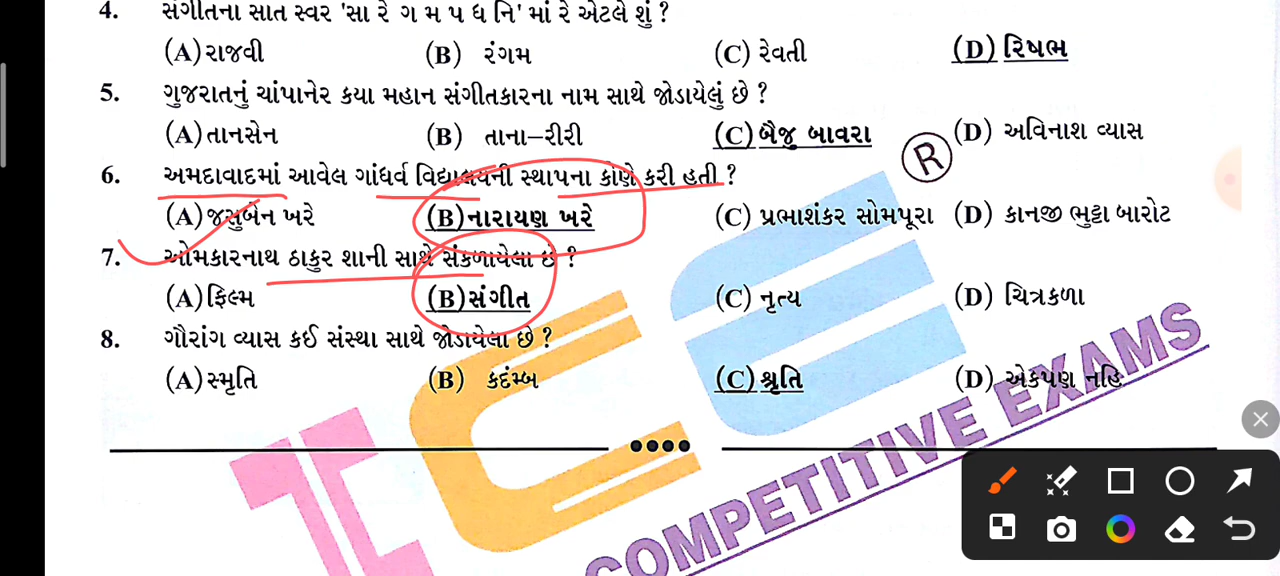 4. સંગીતના સાત સ્વર 'સા રે ગ મ પ ધ નિ' માં રે એટલે શું ?
(A) રાજવી (B) રંગમ (C) રેવતી (D) રિષભ
5. ગુજરાતનું ચાંપાનેર કયા મહાન સંગીતકારના નામ સાથે જોડાયેલું છે ?
(A) તાનસેન (B) તાના–રીરી (C) બૈજુ બાવરા (D) અવિનાશ વ્યાસ
R
6. અમદાવાદમાં આવેલ ગાંધર્વ વિદ્યાલયની સ્થાપના કોણે કરી હતી ?
(A) જસુબેન ખરે (B) નારાયણ ખરે (C) પ્રભાશંકર સોમપૂરા (D) કાનજી ભુટ્ટા બારોટ
7. ઓમકારનાથ ઠાકુર શાની સાથે સંકળાયેલા છે ?
(A) ફિલ્મ (B) સંગીત (C) નૃત્ય (D) ચિત્રકળા
8. ગૌરાંગ વ્યાસ કઈ સંસ્થા સાથે જોડાયેલા છે ?
(A) સ્મૃતિ (B) કદંમ્બ (C) શ્રૃતિ (D) એકપણ નહિ
ICE
COMPETITIVE EXAMS